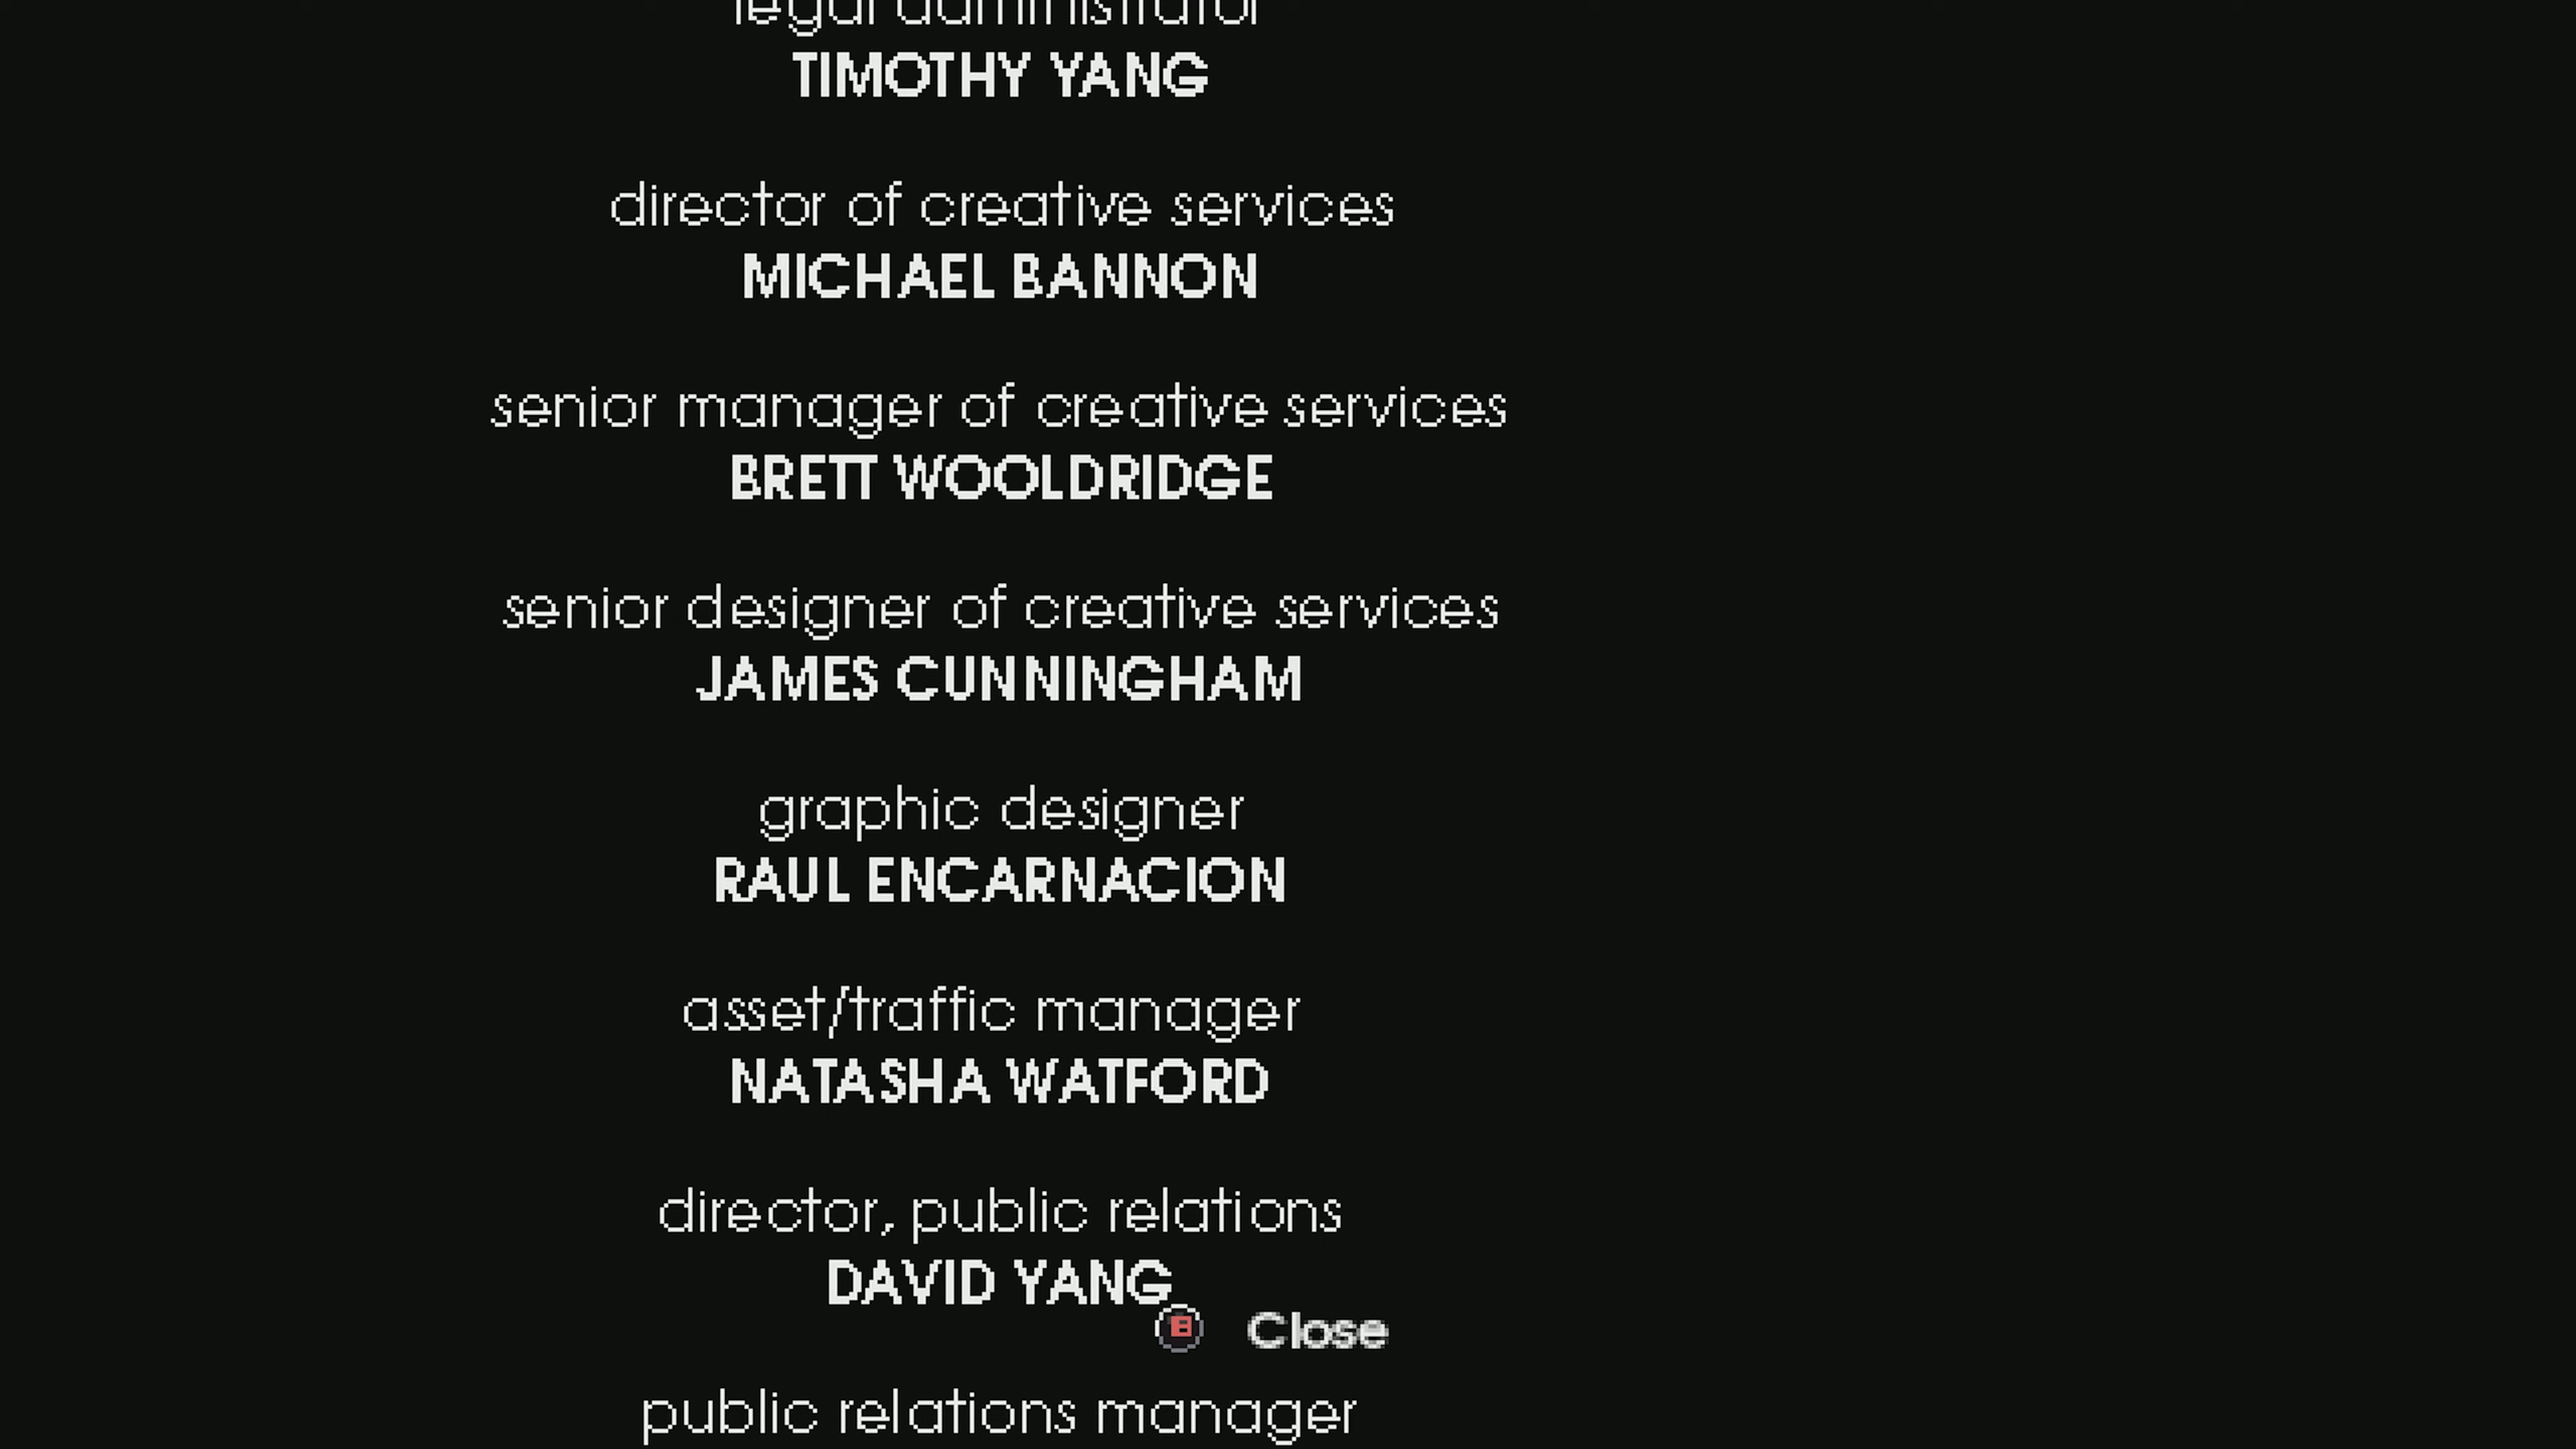 legal administrator
TIMOTHY YANG
director of creative services
MICHAEL BANNON
senior manager of creative services
BRETT WOOLDRIDGE
senior designer of creative services
JAMES CUNNINGHAM
graphic designer
RAUL ENCARNACION
asset/traffic manager
NATASHA WATFORD
director, public relations
DAVID YANG
B Close
public relations manager